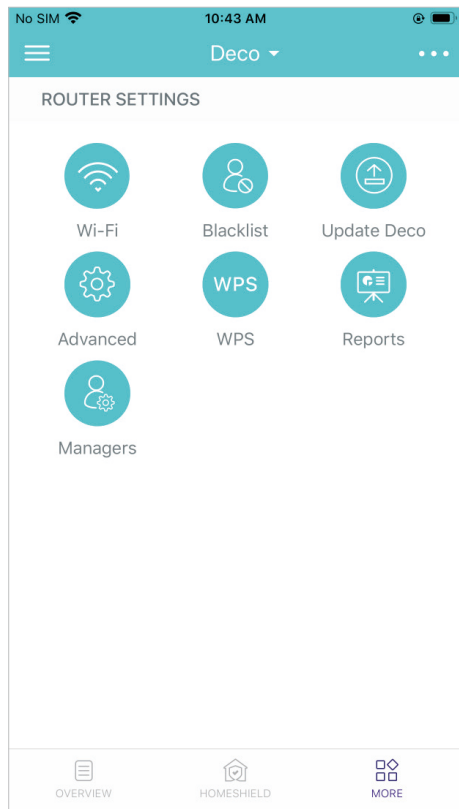 No SIM 10:43 AM
Deco
ROUTER SETTINGS
Wi-Fi Blacklist Update Deco
WPS
Advanced WPS Reports
Managers
OVERVIEW HOMESHIELD MORE